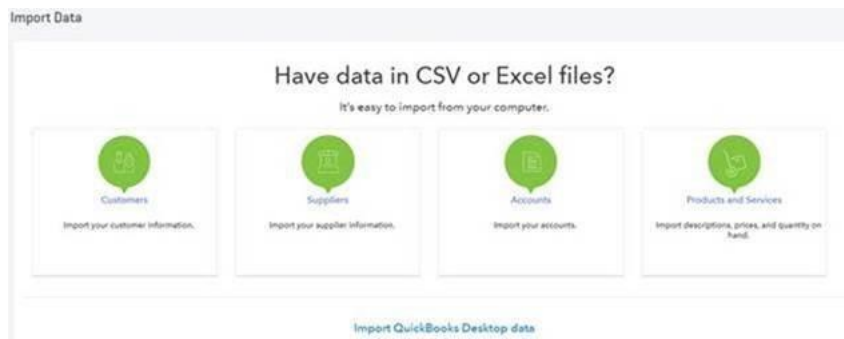 Import Data
Have data in CSV or Excel files?
It's easy to import from your computer.
Customers
Import your customer information.
Suppliers
Import your supplier information.
Accounts
Import your accounts.
Products and Services
Import descriptions, prices, and quantity on
hand.
Import QuickBooks Desktop data